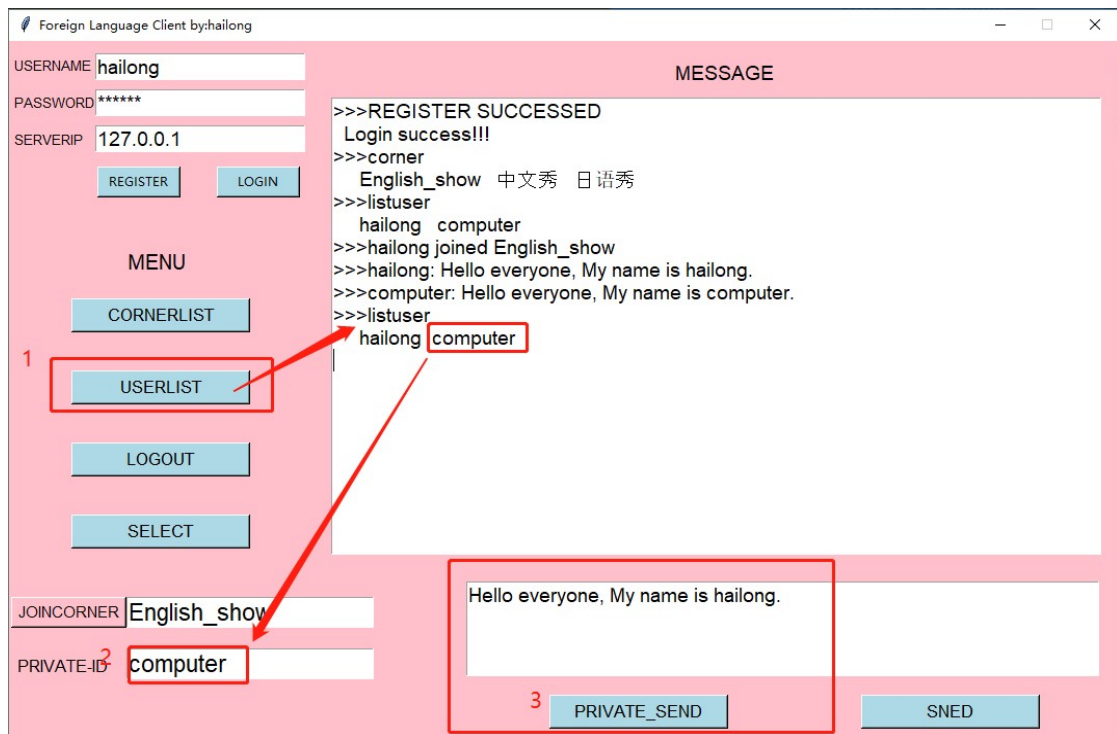 Foreign Language Client by:hailong
USERNAME hailong
PASSWORD ******
SERVERIP 127.0.0.1
REGISTER LOGIN
MENU
CORNERLIST
1
USERLIST
LOGOUT
SELECT
JOINCORNER English_show
PRIVATE-ID 2 computer
MESSAGE
>>>REGISTER SUCCESSED
Login success!!!
>>>corner
English_show 中文秀 日语秀
>>>listuser
hailong computer
>>>hailong joined English_show
>>>hailong: Hello everyone, My name is hailong.
>>>computer: Hello everyone, My name is computer.
>>>listuser
hailong computer
Hello everyone, My name is hailong.
3 PRIVATE_SEND SNED